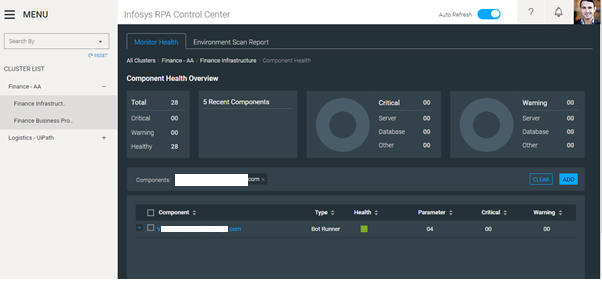 MENU
Infosys RPA Control Center
Auto Refresh
?
Search By
RESET
CLUSTER LIST
Finance - AA
Finance Infrastruct..
Finance Business Pro..
Logistics - UiPath
Monitor Health Environment Scan Report
All Clusters Finance - AA Finance Infrastructure Component Health
Component Health Overview
Total 28
Critical 00
Warning 00
Healthy 28
5 Recent Components
Critical 00
Server 00
Database 00
Other 00
Warning 00
Server 00
Database 00
Other 00
Components com ×
CLEAR ADD
Component Type Health Parameter Critical Warning
.com Bot Runner 04 00 00